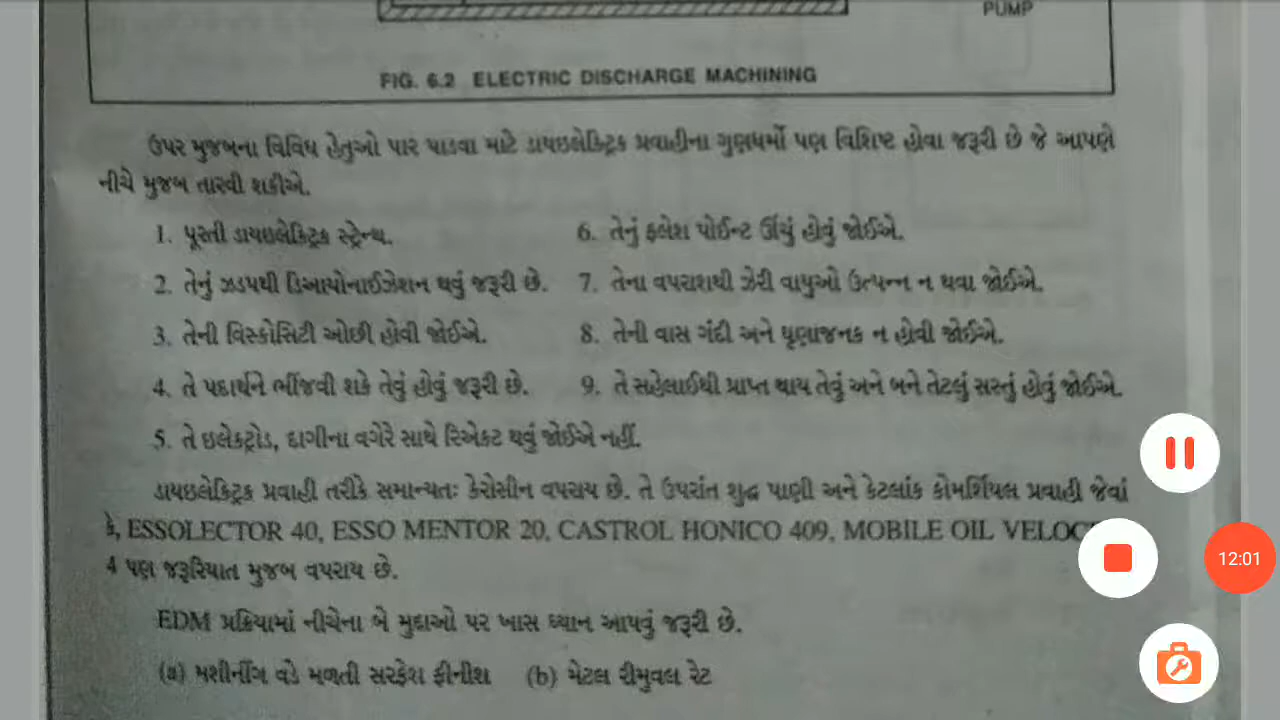 PUMP
FIG. 6.2 ELECTRIC DISCHARGE MACHINING
ઉપર મુજબના વિવિધ હેતુઓ પાર પાડવા માટે ડાયઇલેક્ટ્રિક પ્રવાહીના ગુણધર્મો પણ વિશિષ્ટ હોવા જરૂરી છે જે આપણે
નીચે મુજબ તારવી શકીએ.
1. પૂરતી ડાયઇલેક્ટ્રિક સ્ટ્રેન્થ.
6. તેનું ફલેશ પોઈન્ટ ઊંચું હોવું જોઈએ.
2. તેનું ઝડપથી ડિઆયોનાઈઝેશન થવું જરૂરી છે.
7. તેના વપરાશથી ઝેરી વાયુઓ ઉત્પન્ન ન થવા જોઈએ.
3. તેની વિસ્કોસિટી ઓછી હોવી જોઈએ.
8. તેની વાસ ગંદી અને ઘૃણાજનક ન હોવી જોઈએ.
4. તે પદાર્થને ભીંજવી શકે તેવું હોવું જરૂરી છે.
9. તે સહેલાઈથી પ્રાપ્ત થાય તેવું અને બને તેટલું સસ્તું હોવું જોઈએ.
5. તે ઇલેક્ટ્રોડ, દાગીના વગેરે સાથે રિએક્ટ થવું જોઈએ નહીં.
ડાયઇલેક્ટ્રિક પ્રવાહી તરીકે સમાન્યતઃ કેરોસીન વપરાય છે. તે ઉપરાંત શુદ્ધ પાણી અને કેટલાંક કોમર્શિયલ પ્રવાહી જેવાં
કે, ESSOLECTOR 40, ESSO MENTOR 20, CASTROL HONICO 409, MOBILE OIL
4 પણ જરૂરિયાત મુજબ વપરાય છે.
EDM પ્રક્રિયામાં નીચેના બે મુદાઓ પર ખાસ ધ્યાન આપવું જરૂરી છે.
(a) મશીનીંગ વડે મળતી સરફેશ ફીનીશ (b) મેટલ રીમુવલ રેટ
12:01